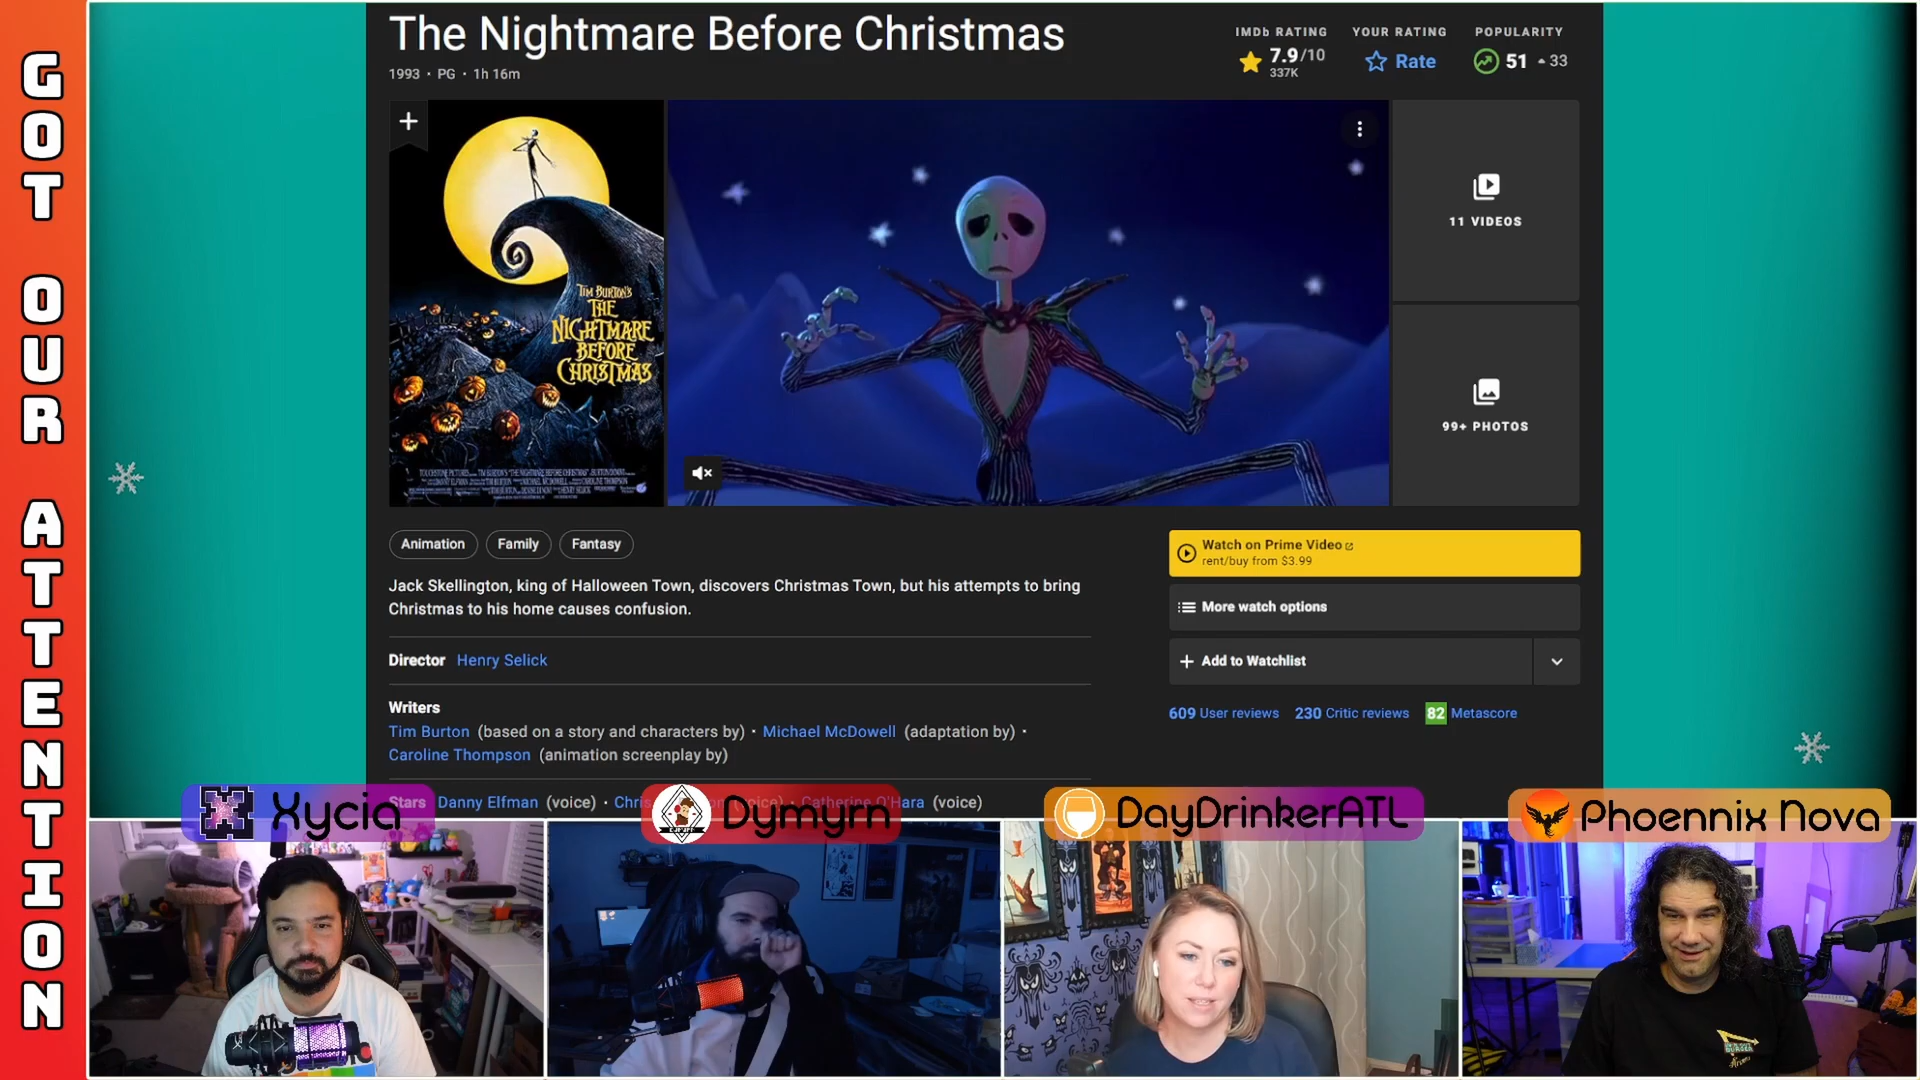 GOT OUR ATTENTION
The Nightmare Before Christmas
1993 · PG · 1h 16m
IMDb RATING
7.9/10
337K
YOUR RATING
Rate
POPULARITY
51
33
TIM BURTON'S
THE
NIGHTMARE
BEFORE
CHRISTMAS
11 VIDEOS
99+ PHOTOS
Animation
Family
Fantasy
Jack Skellington, king of Halloween Town, discovers Christmas Town, but his attempts to bring
Christmas to his home causes confusion.
Director Henry Selick
Writers
Tim Burton (based on a story and characters by) · Michael McDowell (adaptation by) ·
Caroline Thompson (animation screenplay by)
Stars Danny Elfman (voice) · Chris
Catherine O'Hara (voice)
Watch on Prime Video
rent/buy from $3.99
More watch options
Add to Watchlist
609 User reviews
230 Critic reviews
82 Metascore
Xycia
Dymyrn
DayDrinkerATL
Phoennix Nova